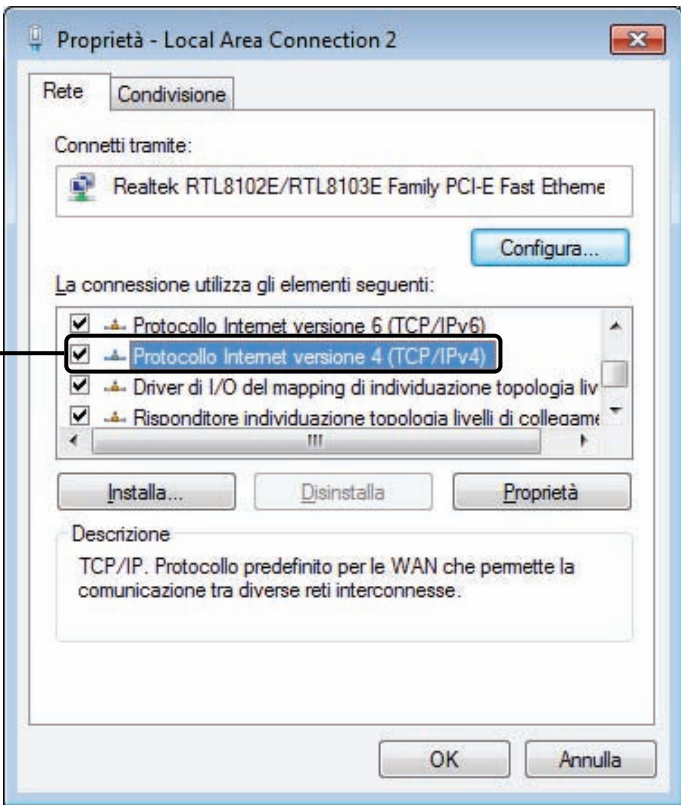 Proprietà - Local Area Connection 2
Rete
Condivisione
Connetti tramite:
Realtek RTL8102E/RTL8103E Family PCI-E Fast Etherne
Configura...
La connessione utilizza gli elementi seguenti:
Protocollo Internet versione 6 (TCP/IPv6)
Protocollo Internet versione 4 (TCP/IPv4)
Driver di I/O del mapping di individuazione topologia liv
Risponditore individuazione topologia livelli di collegame
Installa...
Disinstalla
Proprietà
Descrizione
TCP/IP. Protocollo predefinito per le WAN che permette la
comunicazione tra diverse reti interconnesse.
OK
Annulla